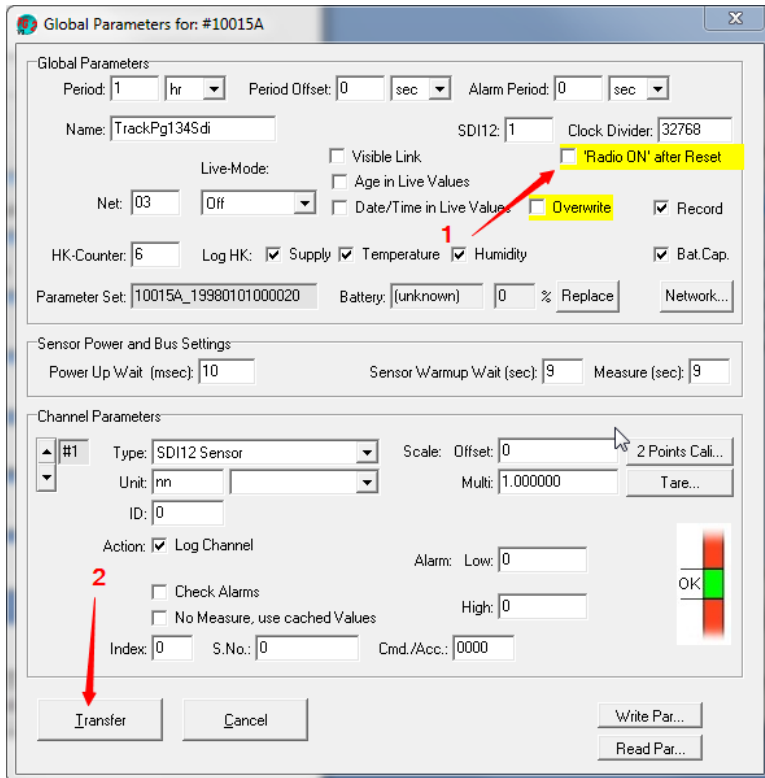 Global Parameters for: #10015A
x
Global Parameters
Period: 1 hr Period Offset: 0 sec Alarm Period: 0 sec
Name: TrackPg134Sdi SDI12: 1 Clock Divider: 32768
Live-Mode: Visible Link 'Radio ON' after Reset
Age in Live Values
Net: 03 Off Date/Time in Live Values Overwrite Record
1
HK-Counter: 6 Log HK: Supply Temperature Humidity Bat.Cap.
Parameter Set: 10015A_19980101000020 Battery: (unknown) 0 % Replace Network...
Sensor Power and Bus Settings
Power Up Wait (msec): 10 Sensor Warmup Wait (sec): 9 Measure (sec): 9
Channel Parameters
#1 Type: SDI12 Sensor Scale: Offset: 0 2 Points Cali...
Unit: nn Multi: 1.000000 Tare...
ID: 0
Action: Log Channel
Alarm: Low: 0
2
OK
Check Alarms
High: 0
No Measure, use cached Values
Index: 0 S.No.: 0 Cmd./Acc.: 0000
Transfer Cancel Write Par...
Read Par...